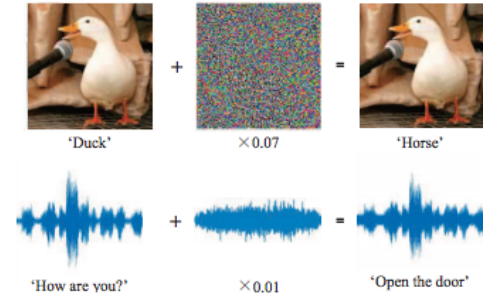 + =
'Duck' ×0.07 'Horse'
+ =
'How are you?' ×0.01 'Open the door'